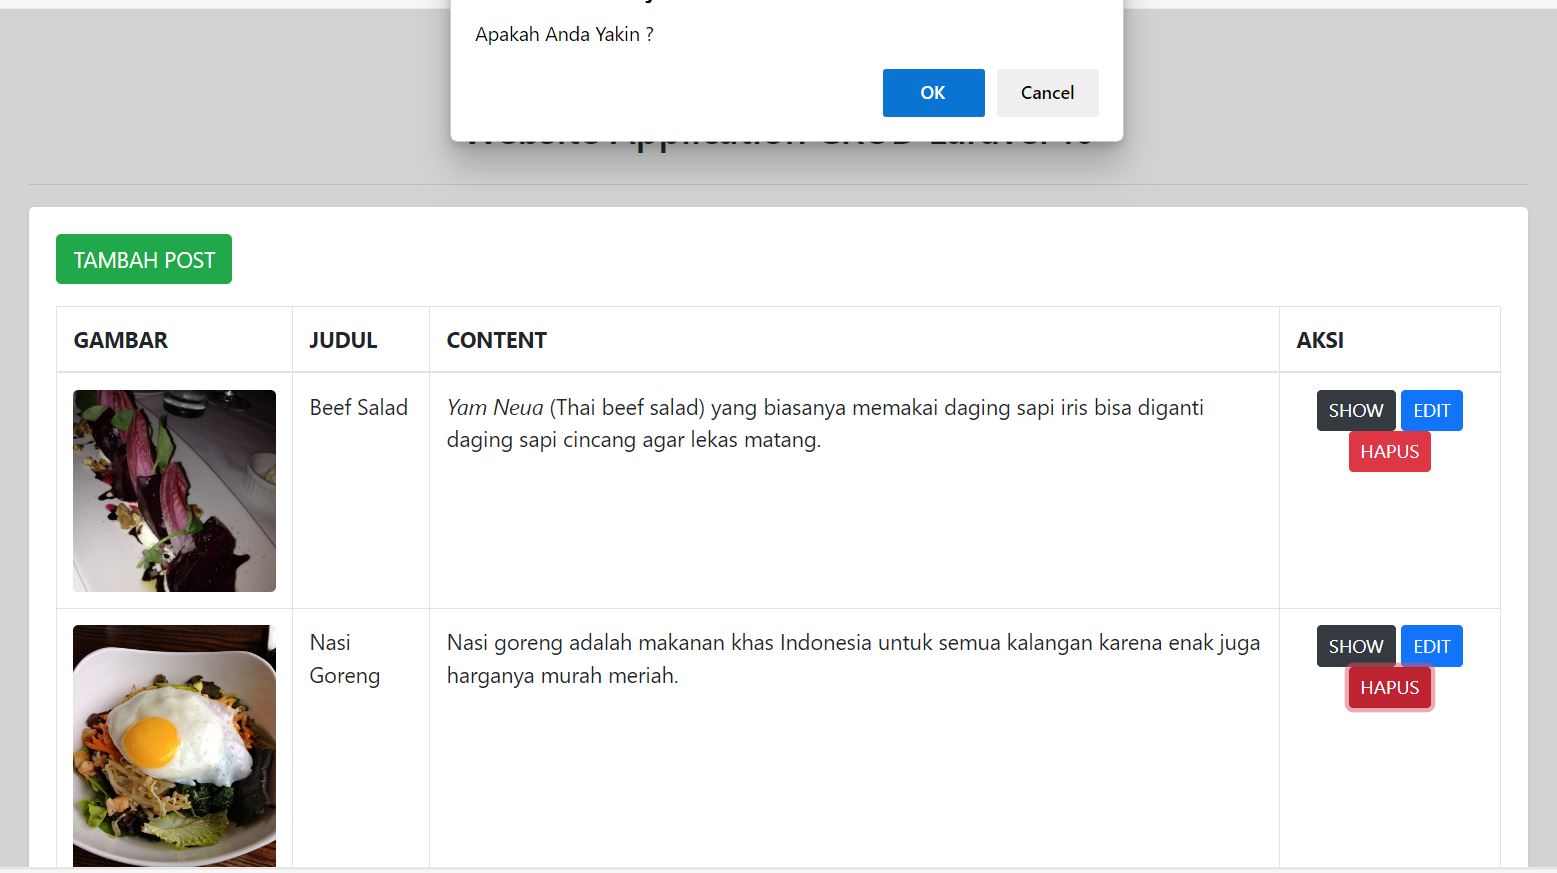 Apakah Anda Yakin ?
OK
Cancel
TAMBAH POST
GAMBAR
JUDUL
CONTENT
AKSI
Beef Salad
Yam Neua (Thai beef salad) yang biasanya memakai daging sapi iris bisa diganti
daging sapi cincang agar lekas matang.
SHOW
EDIT
HAPUS
Nasi
Goreng
Nasi goreng adalah makanan khas Indonesia untuk semua kalangan karena enak juga
harganya murah meriah.
SHOW
EDIT
HAPUS